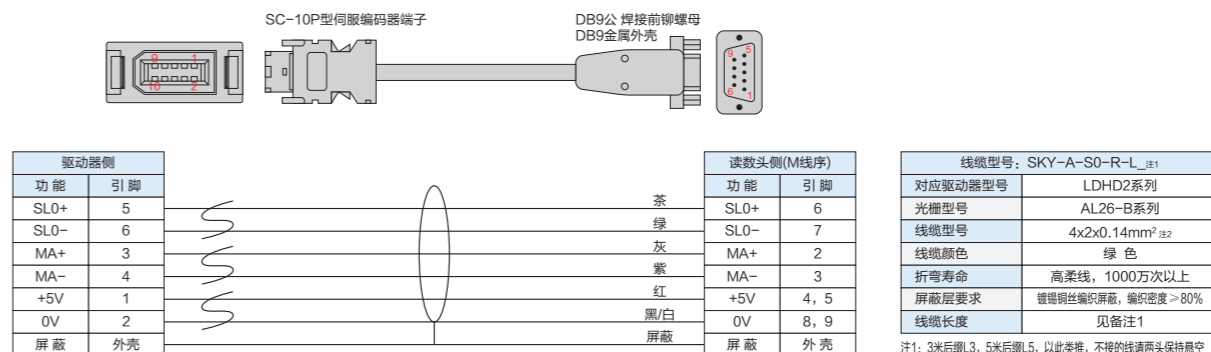 SC-10P型伺服编码器端子
DB9公 焊接前铆螺母
DB9金属外壳
9 1
10 2
9 5
6 1
驱动器侧
功 能 引 脚
SL0+ 5
SL0- 6
MA+ 3
MA- 4
+5V 1
0V 2
屏 蔽 外 壳
茶
绿
灰
紫
红
黑/白
屏蔽
读数头侧(M线序)
功 能 引 脚
SL0+ 6
SL0- 7
MA+ 2
MA- 3
+5V 4，5
0V 8，9
屏 蔽 外 壳
线缆型号：SKY-A-S0-R-L_注1
对应驱动器型号 LDHD2系列
光栅型号 AL26-B系列
线缆型号 4x2x0.14mm² 注2
线缆颜色 绿 色
折弯寿命 高柔线，1000万次以上
屏蔽层要求 镀锡铜丝编织屏蔽，编织密度≥80%
线缆长度 见备注1
注1：3米后缀L3，5米后缀L5，以此类推，不接的线请两头保持悬空